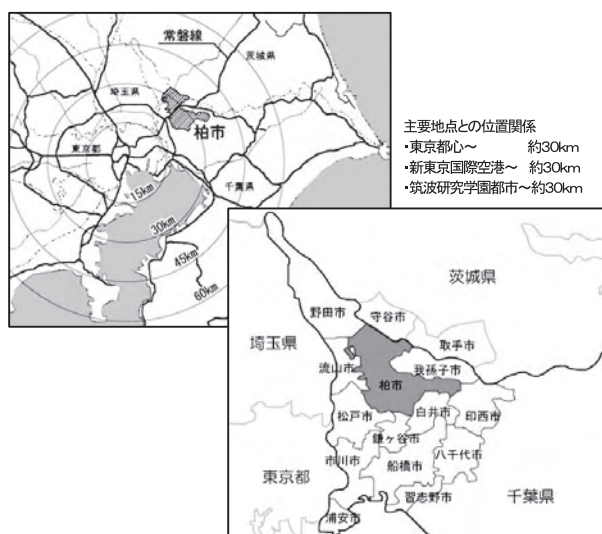 常磐線
茨城県
埼玉県
柏市
東京都
千葉県
15km
30km
45km
60km
主要地点との位置関係
・東京都心～ 約30km
・新東京国際空港～ 約30km
・筑波研究学園都市～約30km
茨城県
野田市
守谷市
取手市
埼玉県
我孫子市
流山市
柏市
松戸市
白井市
印西市
鎌ヶ谷市
市川市
船橋市
八千代市
東京都
習志野市
千葉県
浦安市